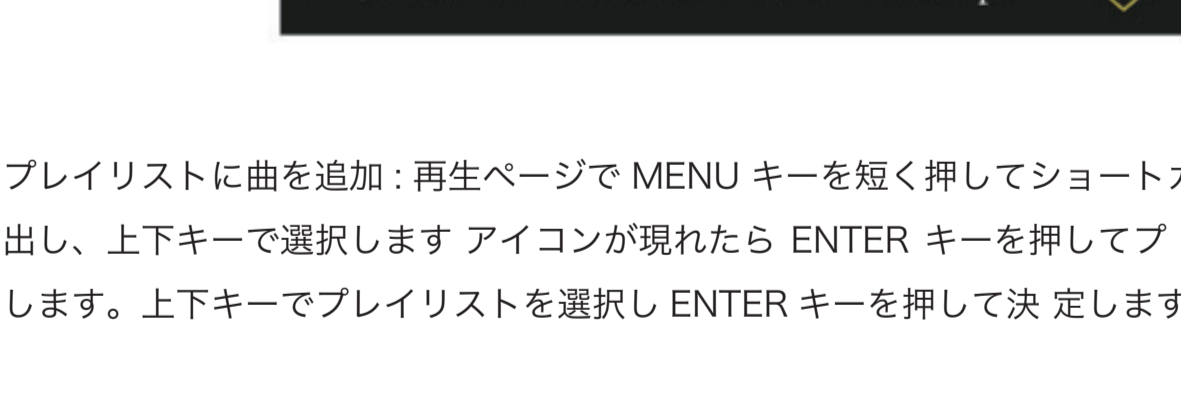 プレイリストに曲を追加 : 再生ページで MENU キーを短く押してショート
出し、上下キーで選択します アイコンが現れたら ENTER キーを押してプ
します。上下キーでプレイリストを選択し ENTER キーを押して決 定します